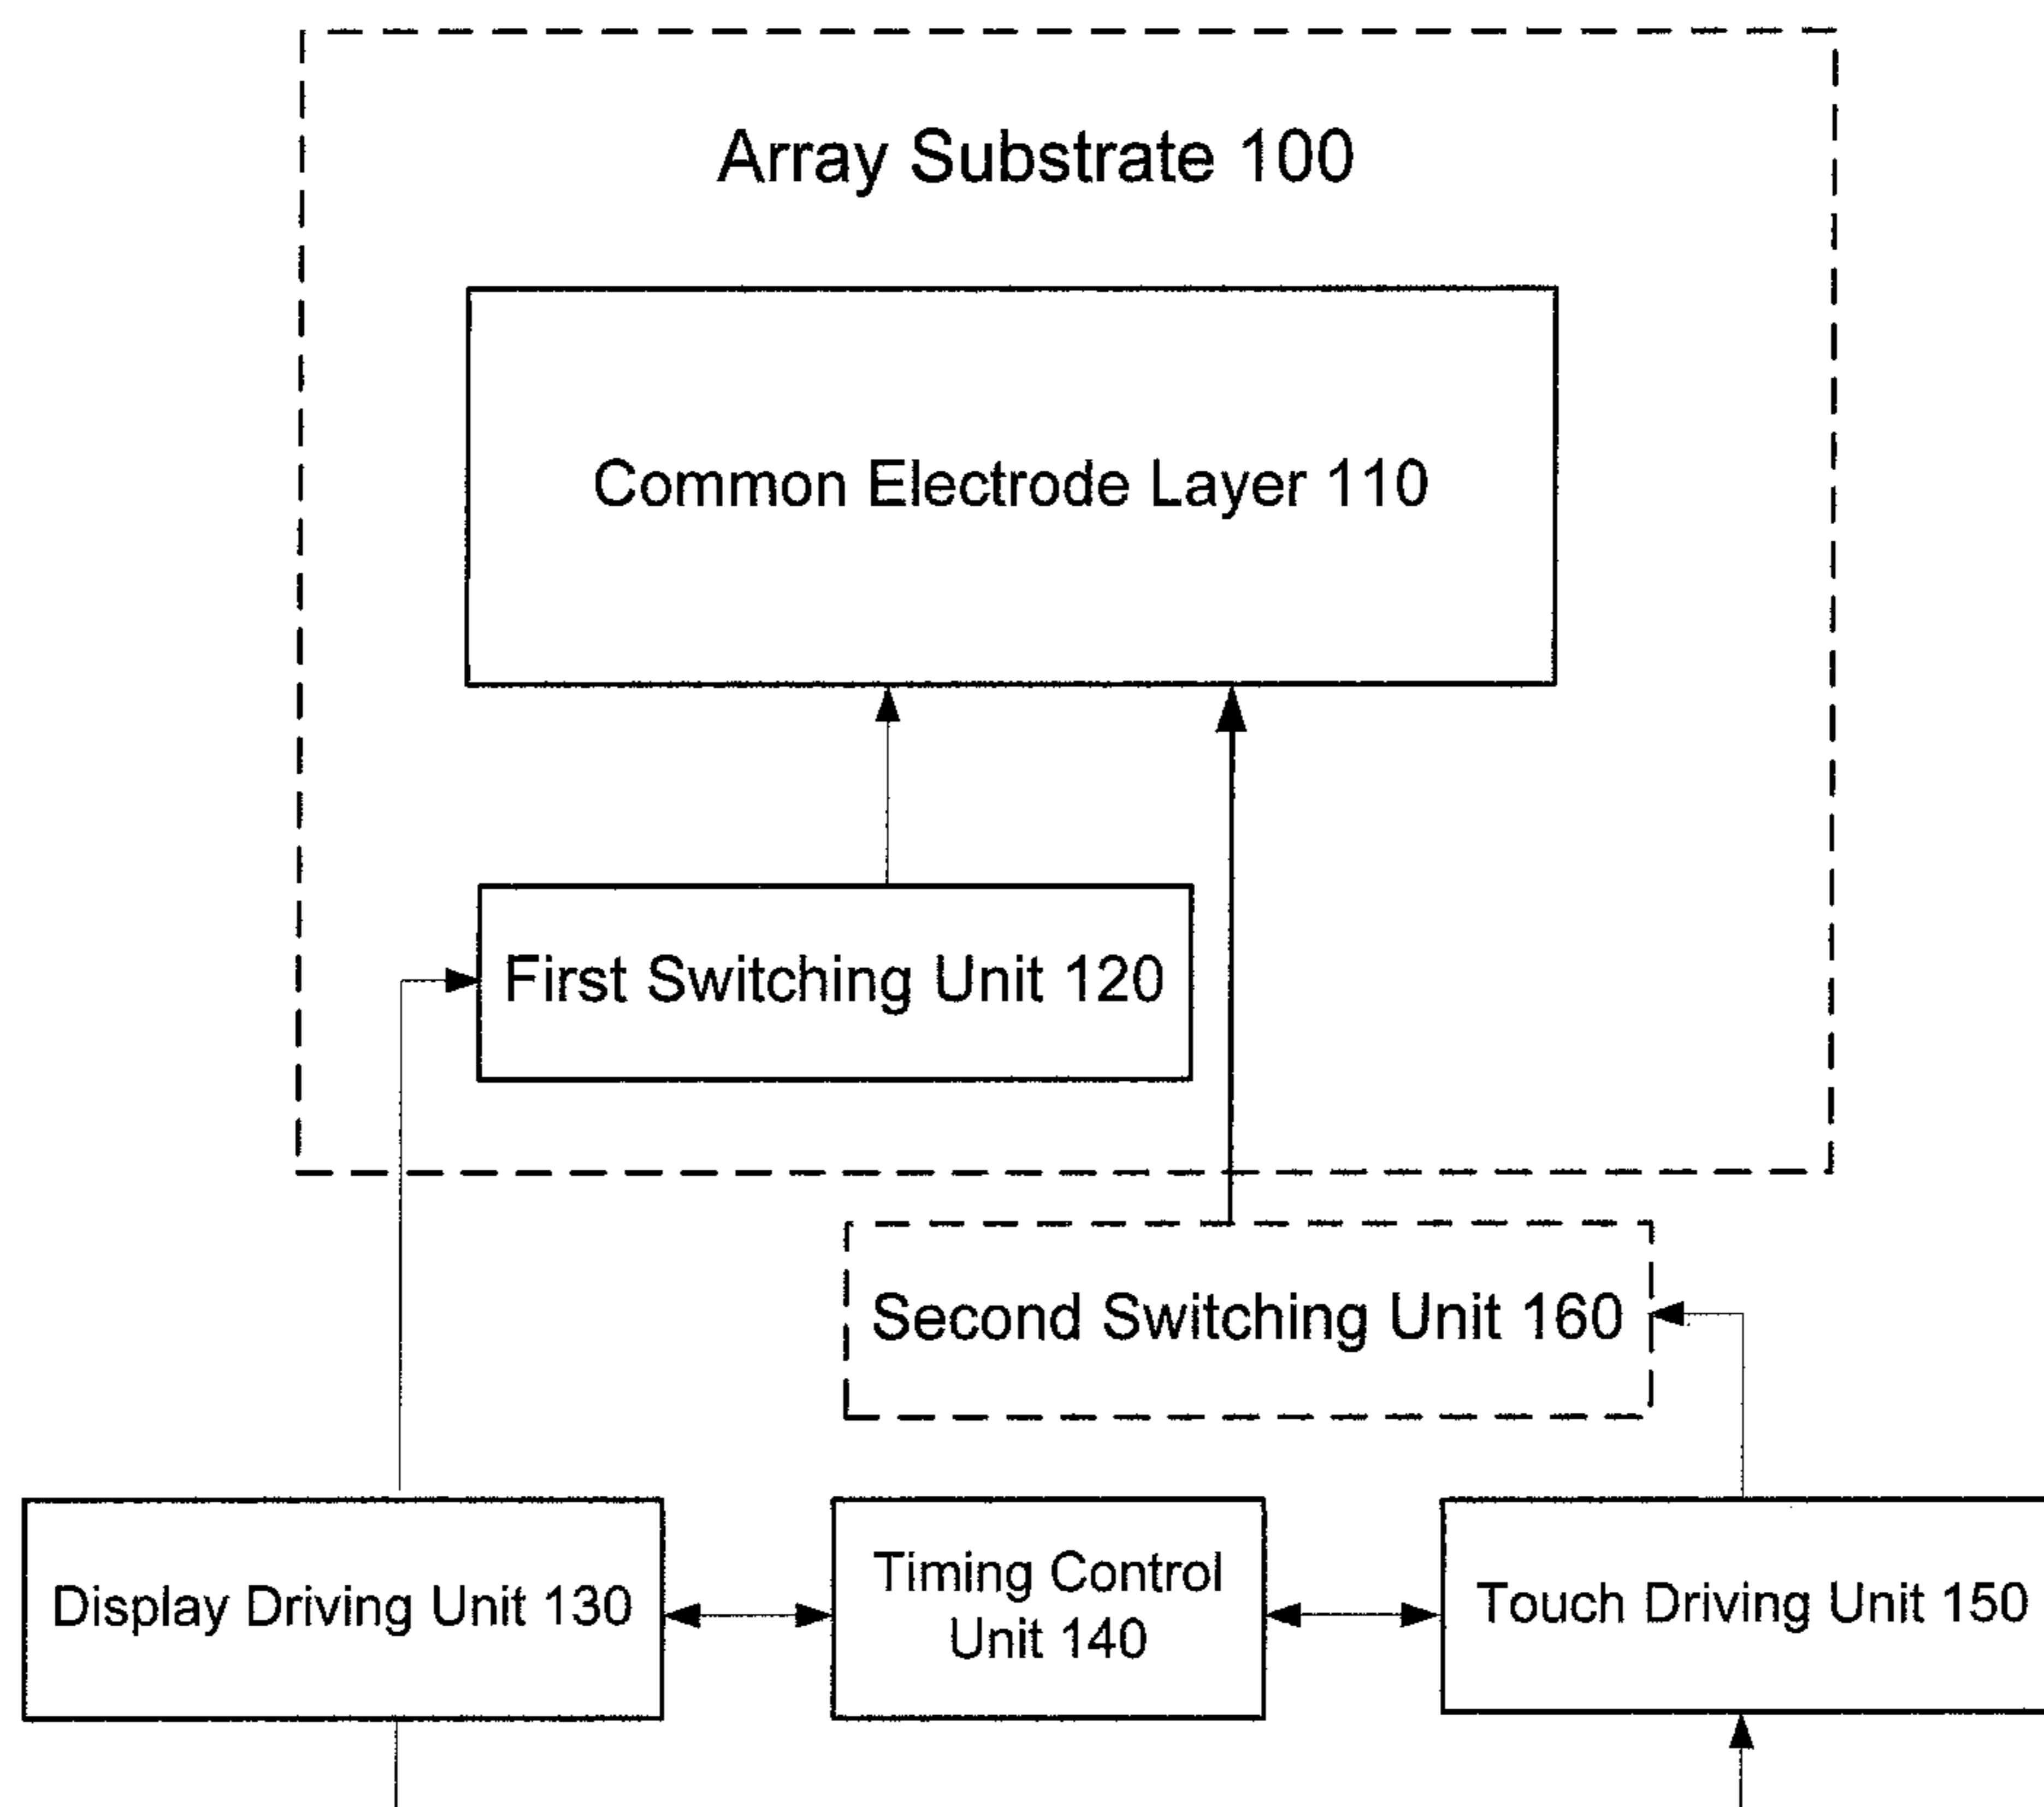 Array Substrate 100
Common Electrode Layer 110
First Switching Unit 120
Second Switching Unit 160
Display Driving Unit 130
Timing Control
Unit 140
Touch Driving Unit 150